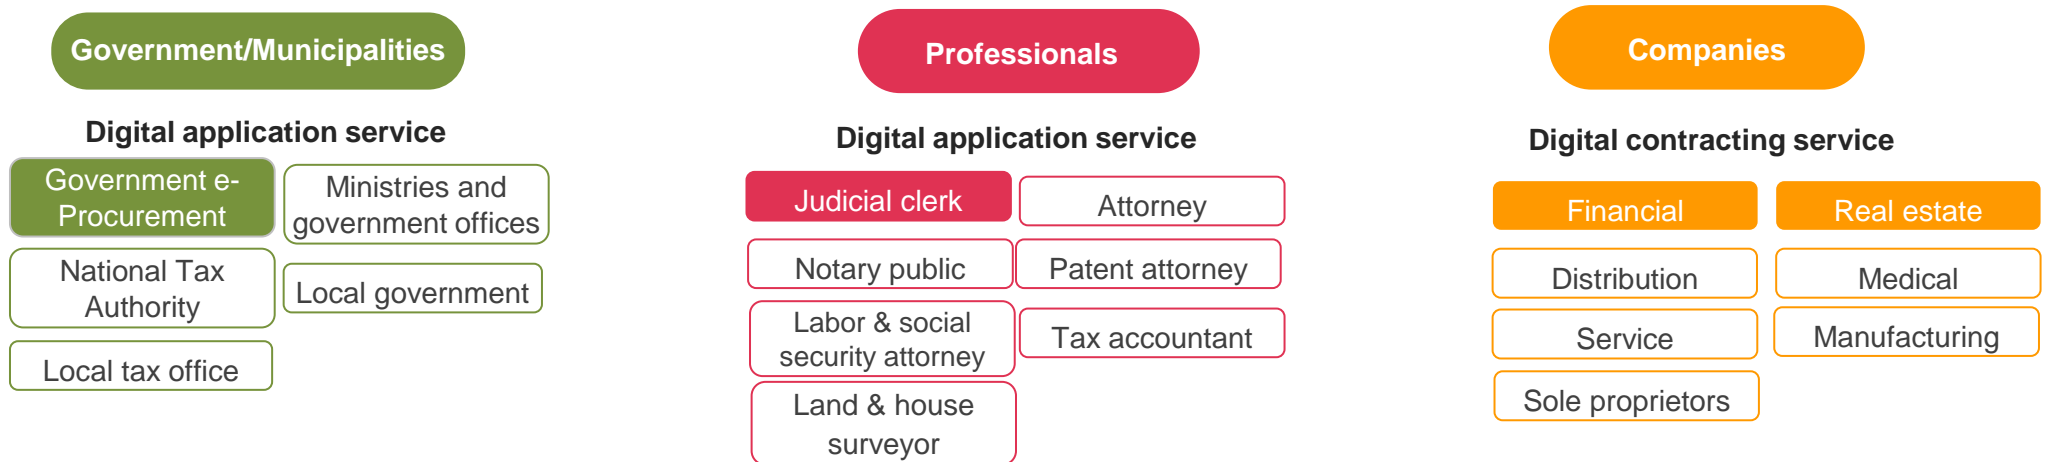 Government/Municipalities
Digital application service
Government e-
Procurement
Ministries and
government offices
National Tax
Authority
Local government
Local tax office
Professionals
Digital application service
Judicial clerk
Attorney
Notary public
Patent attorney
Labor & social
security attorney
Tax accountant
Land & house
surveyor
Companies
Digital contracting service
Financial
Real estate
Distribution
Medical
Service
Manufacturing
Sole proprietors